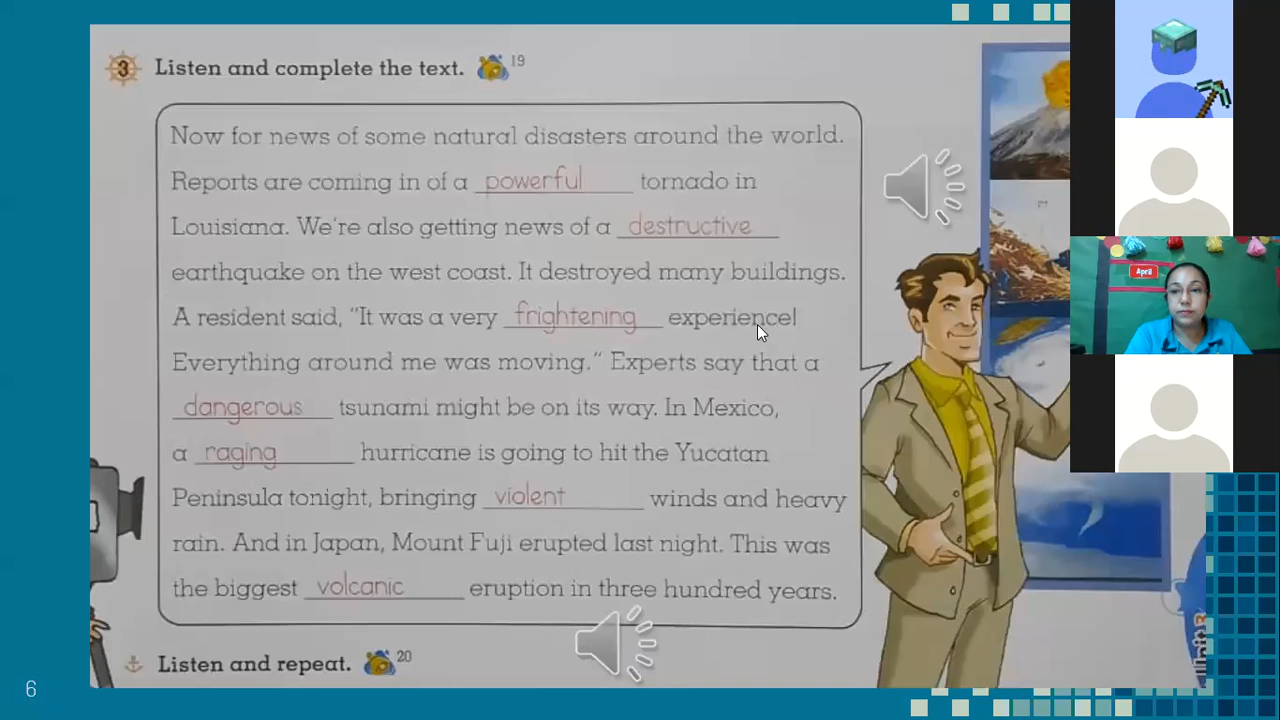 3 Listen and complete the text. 19
Now for news of some natural disasters around the world.
Reports are coming in of a powerful tornado in
Louisiana. We're also getting news of a destructive
earthquake on the west coast. It destroyed many buildings.
A resident said, "It was a very frightening experience!
Everything around me was moving." Experts say that a
dangerous tsunami might be on its way. In Mexico,
a raging hurricane is going to hit the Yucatan
Peninsula tonight, bringing violent winds and heavy
rain. And in Japan, Mount Fuji erupted last night. This was
the biggest volcanic eruption in three hundred years.
Listen and repeat. 20
6
April
Unit 3